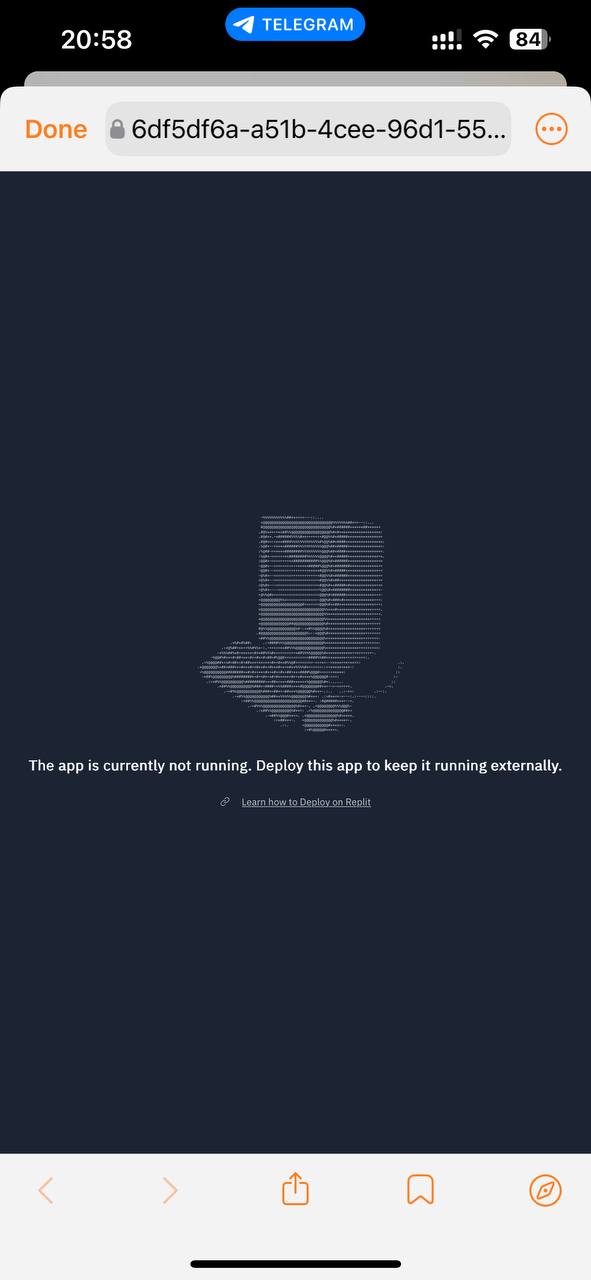 20:58
TELEGRAM
84
Done
6df5df6a-a51b-4cee-96d1-55...
The app is currently not running. Deploy this app to keep it running externally.
Learn how to Deploy on Replit